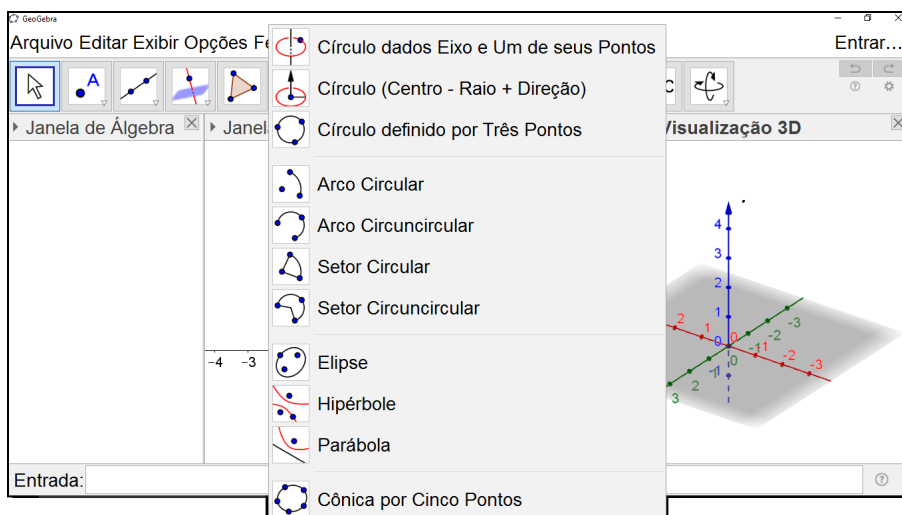 GeoGebra
Arquivo Editar Exibir Opções Fe
Entrar...
A
Janela de Álgebra
Janel
Visualização 3D
Círculo dados Eixo e Um de seus Pontos
Círculo (Centro - Raio + Direção)
Círculo definido por Três Pontos
Arco Circular
Arco Circuncircular
Setor Circular
Setor Circuncircular
Elipse
Hipérbole
Parábola
Cônica por Cinco Pontos
-4 -3
4
3
2
1
0
-1
2 1 0 -1 -2 -3
3 2 0 -1 -2 -3
Entrada: